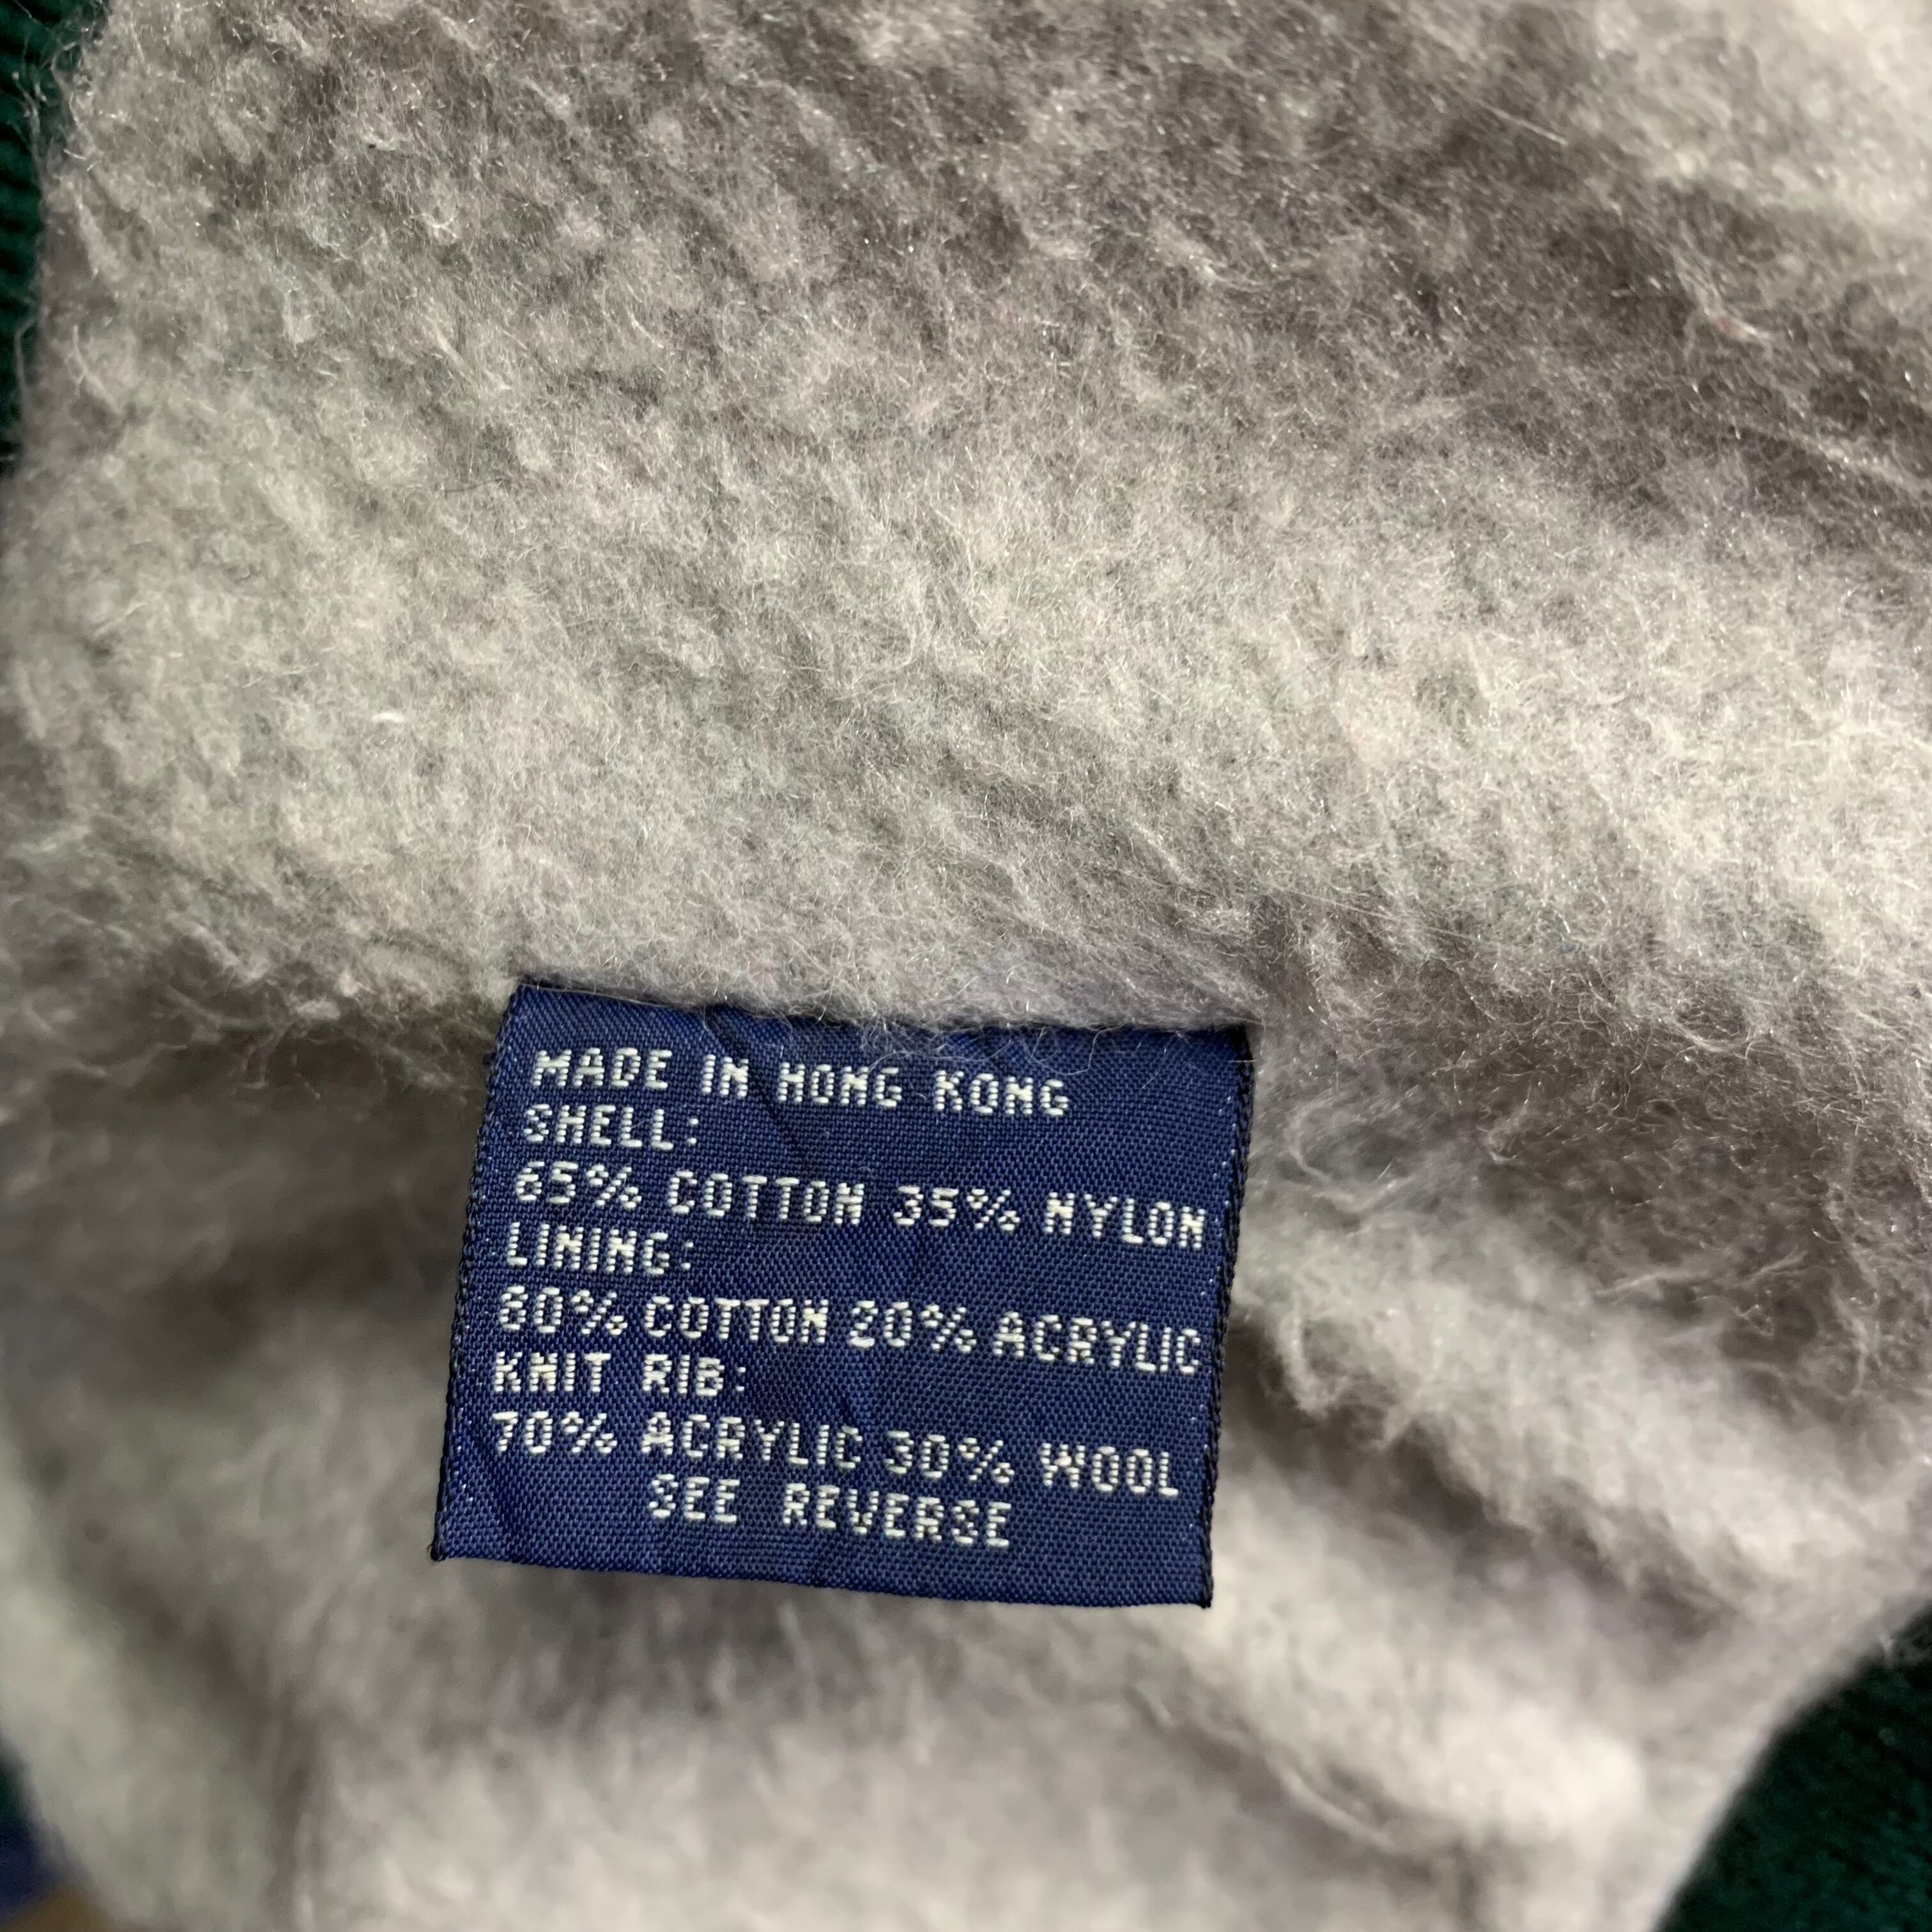 MADE IN HONG KONG
SHELL:
65% COTTON 35% NYLON
LINING:
80% COTTON 20% ACRYLIC
KNIT RIB:
70% ACRYLIC 30% WOOL
SEE REVERSE